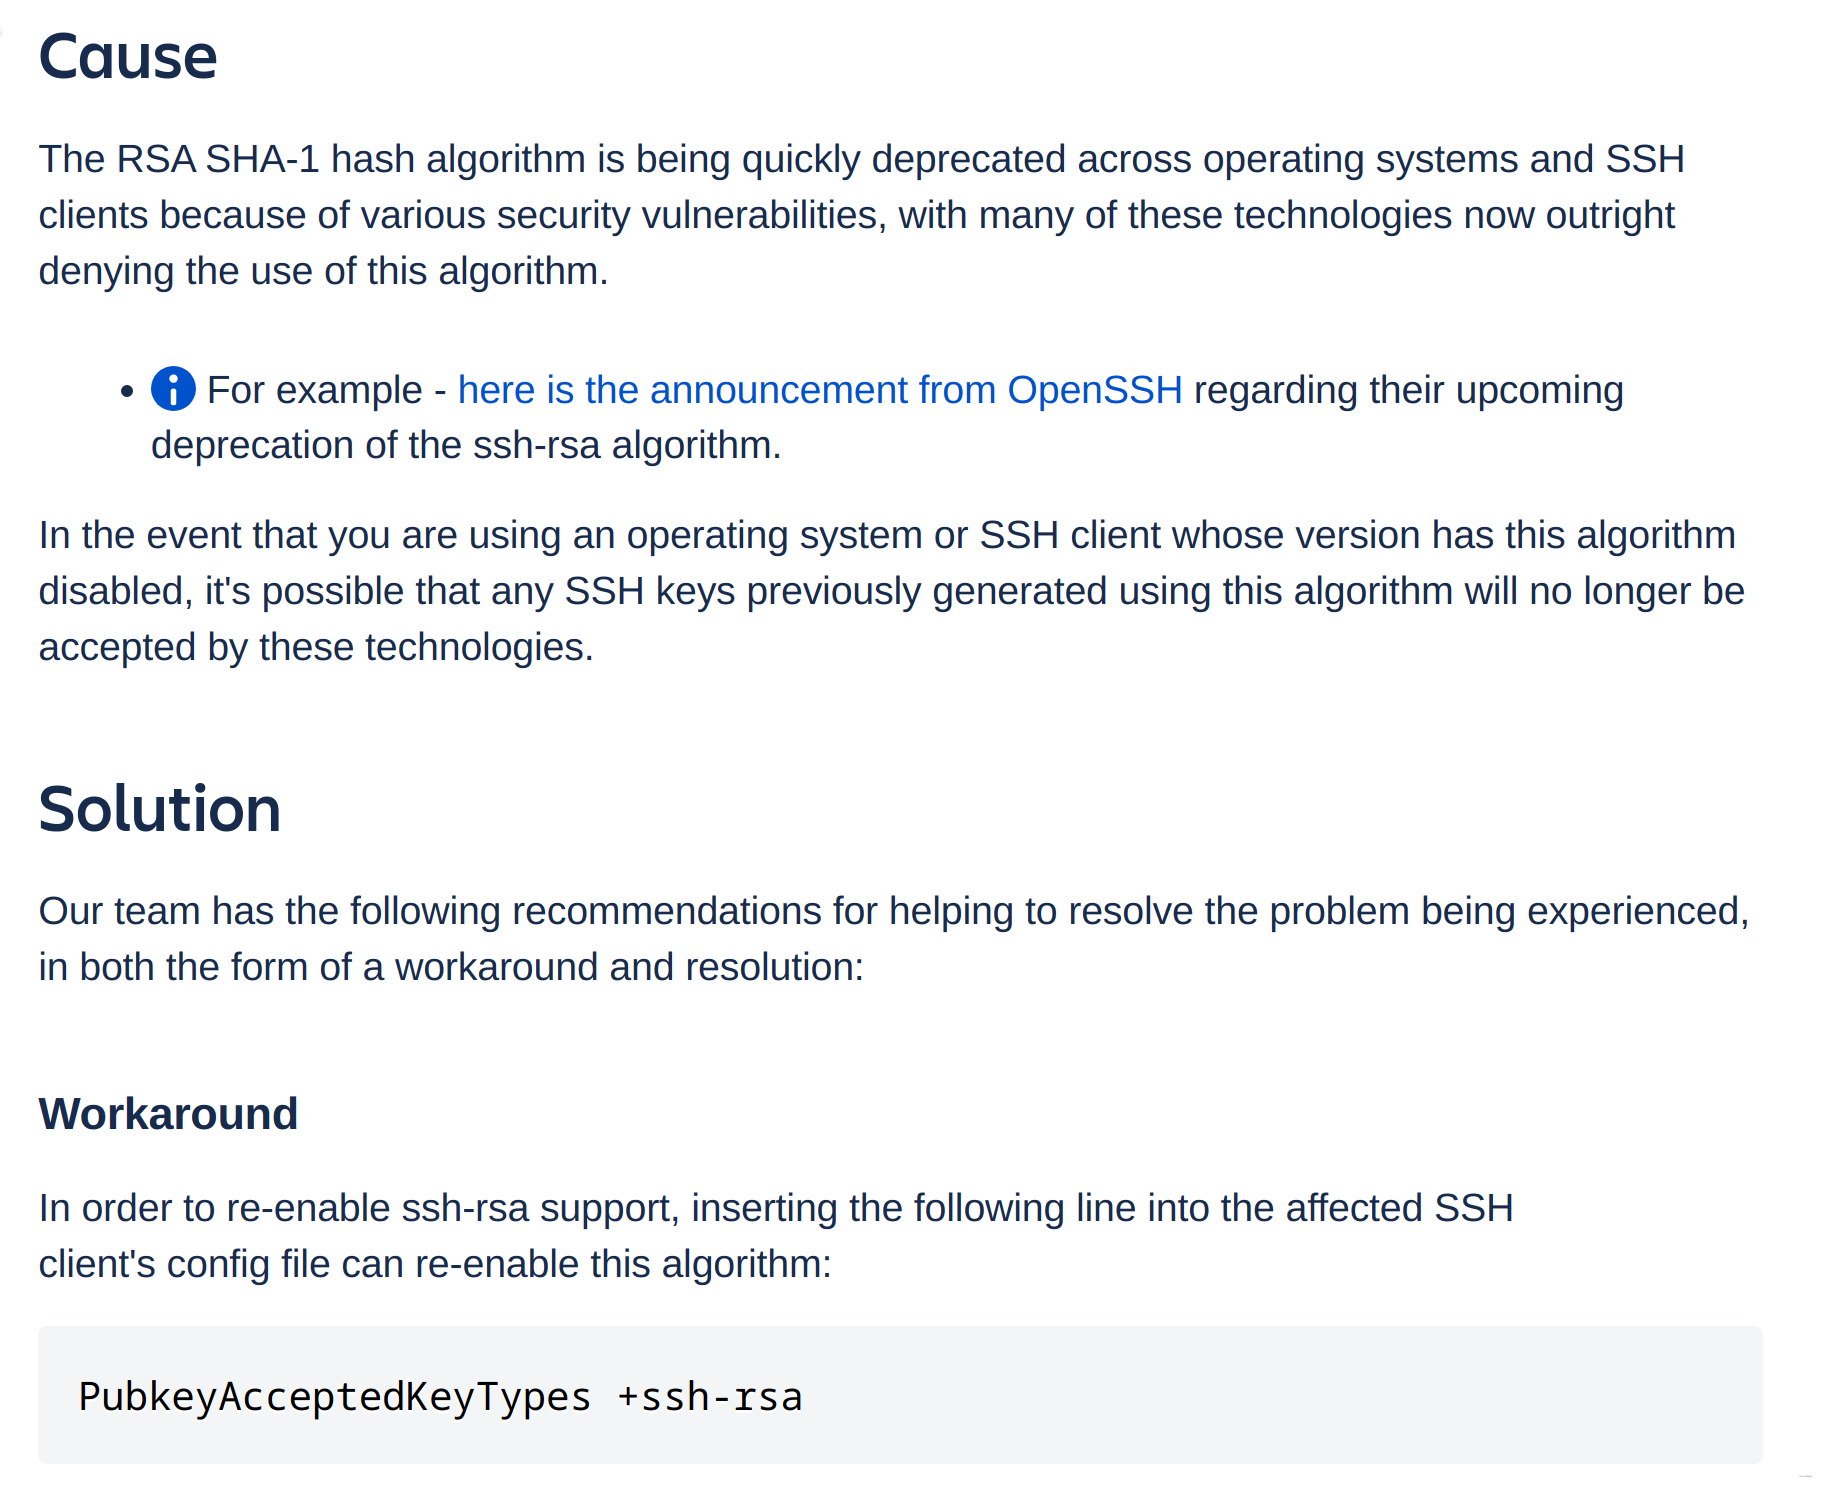 Cause
The RSA SHA-1 hash algorithm is being quickly deprecated across operating systems and SSH
clients because of various security vulnerabilities, with many of these technologies now outright
denying the use of this algorithm.
For example - here is the announcement from OpenSSH regarding their upcoming
deprecation of the ssh-rsa algorithm.
In the event that you are using an operating system or SSH client whose version has this algorithm
disabled, it's possible that any SSH keys previously generated using this algorithm will no longer be
accepted by these technologies.
Solution
Our team has the following recommendations for helping to resolve the problem being experienced,
in both the form of a workaround and resolution:
Workaround
In order to re-enable ssh-rsa support, inserting the following line into the affected SSH
client's config file can re-enable this algorithm:
PubkeyAcceptedKeyTypes +ssh-rsa